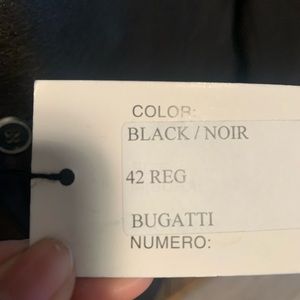 COLOR:
BLACK / NOIR
42 REG
BUGATTI
NUMERO: